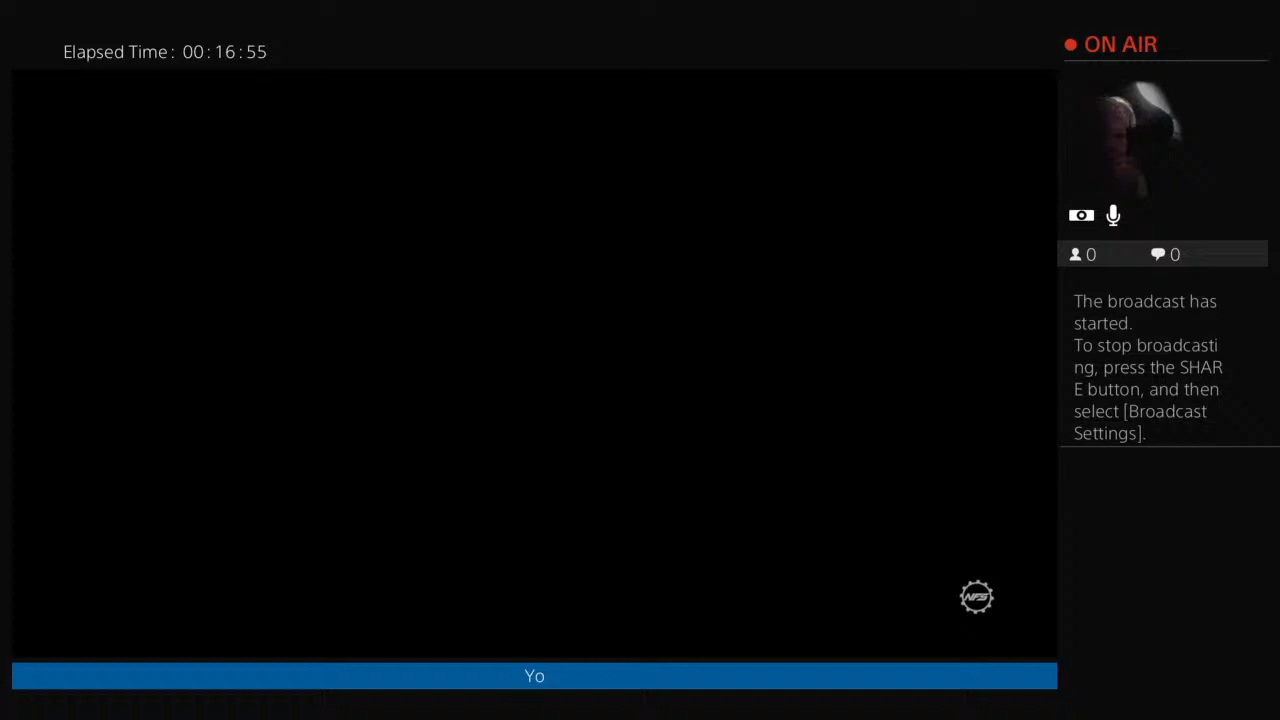 Elapsed Time: 00:16:55
ON AIR
0 0
The broadcast has
started.
To stop broadcasti
ng, press the SHAR
E button, and then
select [Broadcast
Settings].
NFS
Yo